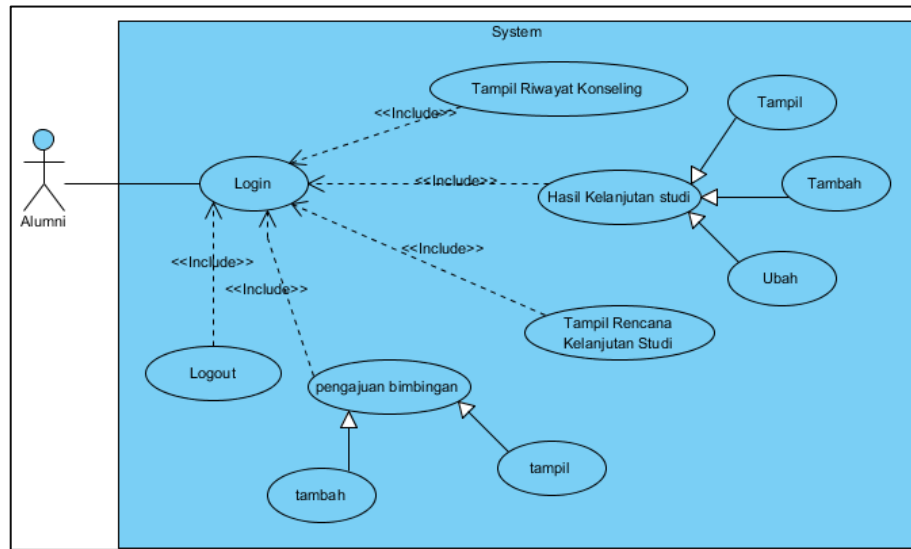 System
Tampil Riwayat Konseling
<<Include>>
Tampil
Login
<<Include>>
Hasil Kelanjutan studi
Tambah
Alumni
<<Include>>
<<Include>>
<<Include>>
Ubah
Tampil Rencana
Kelanjutan Studi
Logout
pengajuan bimbingan
tambah
tampil